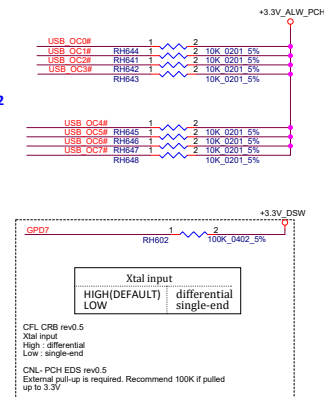 +3.3V_ALW_PCH
USB_OC0# 1 2
USB_OC1# RH644 1 2 10K_0201_5%
USB_OC2# RH641 1 2 10K_0201_5%
USB_OC3# RH642 1 2 10K_0201_5%
RH643 10K_0201_5%
2
USB_OC4# 1 2
USB_OC5# RH645 1 2 10K_0201_5%
USB_OC6# RH646 1 2 10K_0201_5%
USB_OC7# RH647 1 2 10K_0201_5%
RH648 10K_0201_5%
+3.3V_DSW
GPD7 1 2
RH602 100K_0402_5%
Xtal input
HIGH(DEFAULT) differential
LOW single-end
CFL CRB rev0.5
Xtal input
High : differential
Low : single-end
CNL- PCH EDS rev0.5
External pull-up is required. Recommend 100K if pulled
up to 3.3V